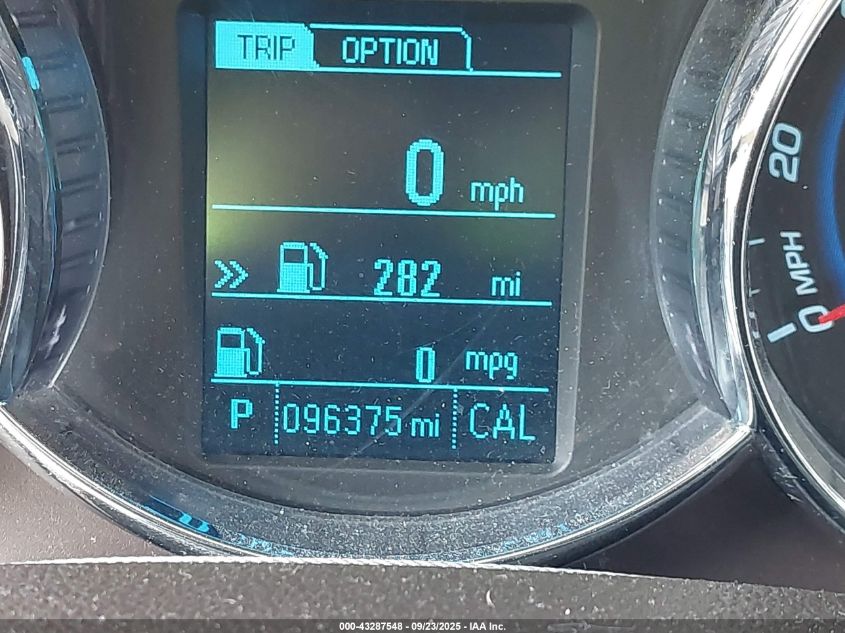 TRIP OPTION
0 mph
» 282 mi
0 mpg
P 096375 mi CAL
20
MPH
0
000-43287548 - 09/23/2025 - IAA Inc.